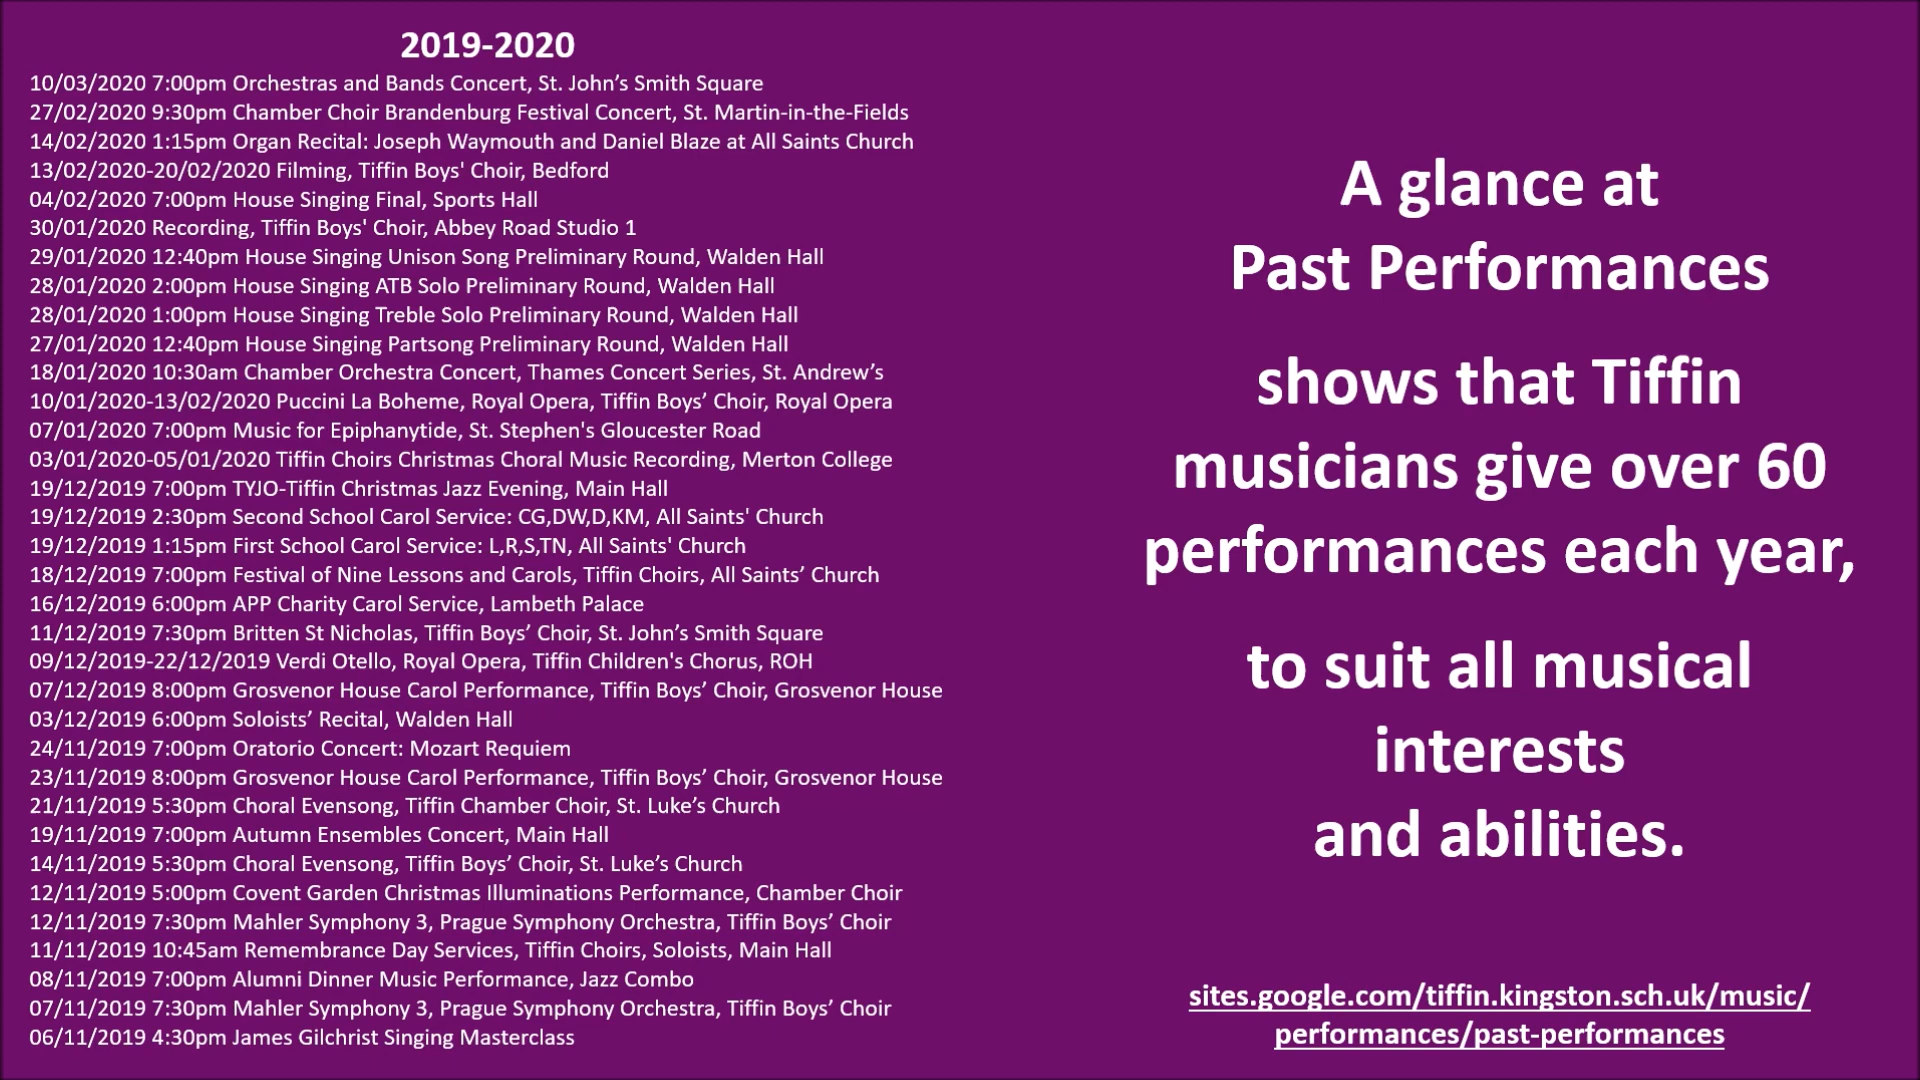 2019-2020
10/03/2020 7:00pm Orchestras and Bands Concert, St. John’s Smith Square
27/02/2020 9:30pm Chamber Choir Brandenburg Festival Concert, St. Martin-in-the-Fields
14/02/2020 1:15pm Organ Recital: Joseph Waymouth and Daniel Blaze at All Saints Church
13/02/2020-20/02/2020 Filming, Tiffin Boys' Choir, Bedford
04/02/2020 7:00pm House Singing Final, Sports Hall
30/01/2020 Recording, Tiffin Boys' Choir, Abbey Road Studio 1
29/01/2020 12:40pm House Singing Unison Song Preliminary Round, Walden Hall
28/01/2020 2:00pm House Singing ATB Solo Preliminary Round, Walden Hall
28/01/2020 1:00pm House Singing Treble Solo Preliminary Round, Walden Hall
27/01/2020 12:40pm House Singing Partsong Preliminary Round, Walden Hall
18/01/2020 10:30am Chamber Orchestra Concert, Thames Concert Series, St. Andrew’s
10/01/2020-13/02/2020 Puccini La Boheme, Royal Opera, Tiffin Boys’ Choir, Royal Opera
07/01/2020 7:00pm Music for Epiphanytide, St. Stephen's Gloucester Road
03/01/2020-05/01/2020 Tiffin Choirs Christmas Choral Music Recording, Merton College
19/12/2019 7:00pm TYJO-Tiffin Christmas Jazz Evening, Main Hall
19/12/2019 2:30pm Second School Carol Service: CG,DW,D,KM, All Saints' Church
19/12/2019 1:15pm First School Carol Service: L,R,S,TN, All Saints' Church
18/12/2019 7:00pm Festival of Nine Lessons and Carols, Tiffin Choirs, All Saints’ Church
16/12/2019 6:00pm APP Charity Carol Service, Lambeth Palace
11/12/2019 7:30pm Britten St Nicholas, Tiffin Boys’ Choir, St. John’s Smith Square
09/12/2019-22/12/2019 Verdi Otello, Royal Opera, Tiffin Children's Chorus, ROH
07/12/2019 8:00pm Grosvenor House Carol Performance, Tiffin Boys’ Choir, Grosvenor House
03/12/2019 6:00pm Soloists’ Recital, Walden Hall
24/11/2019 7:00pm Oratorio Concert: Mozart Requiem
23/11/2019 8:00pm Grosvenor House Carol Performance, Tiffin Boys’ Choir, Grosvenor House
21/11/2019 5:30pm Choral Evensong, Tiffin Chamber Choir, St. Luke’s Church
19/11/2019 7:00pm Autumn Ensembles Concert, Main Hall
14/11/2019 5:30pm Choral Evensong, Tiffin Boys’ Choir, St. Luke’s Church
12/11/2019 5:00pm Covent Garden Christmas Illuminations Performance, Chamber Choir
12/11/2019 7:30pm Mahler Symphony 3, Prague Symphony Orchestra, Tiffin Boys’ Choir
11/11/2019 10:45am Remembrance Day Services, Tiffin Choirs, Soloists, Main Hall
08/11/2019 7:00pm Alumni Dinner Music Performance, Jazz Combo
07/11/2019 7:30pm Mahler Symphony 3, Prague Symphony Orchestra, Tiffin Boys’ Choir
06/11/2019 4:30pm James Gilchrist Singing Masterclass
A glance at
Past Performances
shows that Tiffin
musicians give over 60
performances each year,
to suit all musical
interests
and abilities.
sites.google.com/tiffin.kingston.sch.uk/music/
performances/past-performances